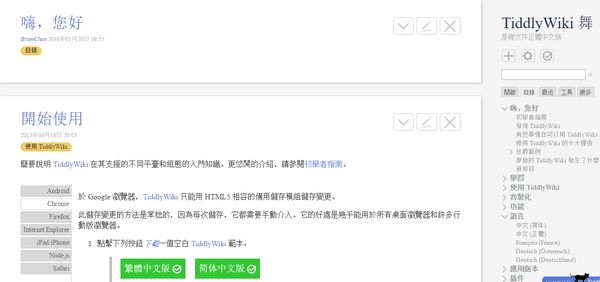 嗨，您好
BramChen 2016年01月20日 08:55
目錄
開始使用
2015年04月18日 20:03
使用 TiddlyWiki
簡要說明 TiddlyWiki 在其支援的不同平臺和組態的入門知識。更悠閒的介紹，請參閱初學者指南。
Android
Chrome
Firefox
Internet Explorer
iPad/iPhone
Node.js
Safari
於 Google 瀏覽器，TiddlyWiki 只能用 HTML5 相容的備用儲存模組儲存變更。
此儲存變更的方法是笨拙的，因為每次儲存，它都需要手動介入。它的好處是幾乎能用於所有桌面瀏覽器和許多行動版瀏覽器。
1. 點擊下列按鈕下載一個空白 TiddlyWiki 範本，
繁體中文版
简体中文版
TiddlyWiki 舞
基礎文件正體中文版
開啟 目錄 最近 工具 更多
嗨，您好
初學者指南
發現 TiddlyWiki
有些事情您可以用 TiddlyWiki
換用 TiddlyWiki 的十大理由
社群範例
原始的 TiddlyWiki 發生了什麼
維修區
學習
使用 TiddlyWiki
客製化
功能
語言
中文 (简体)
中文 (正體)
Français (France)
Deutsch (Österreich)
Deutsch (Deutschland)
應用版本
插件